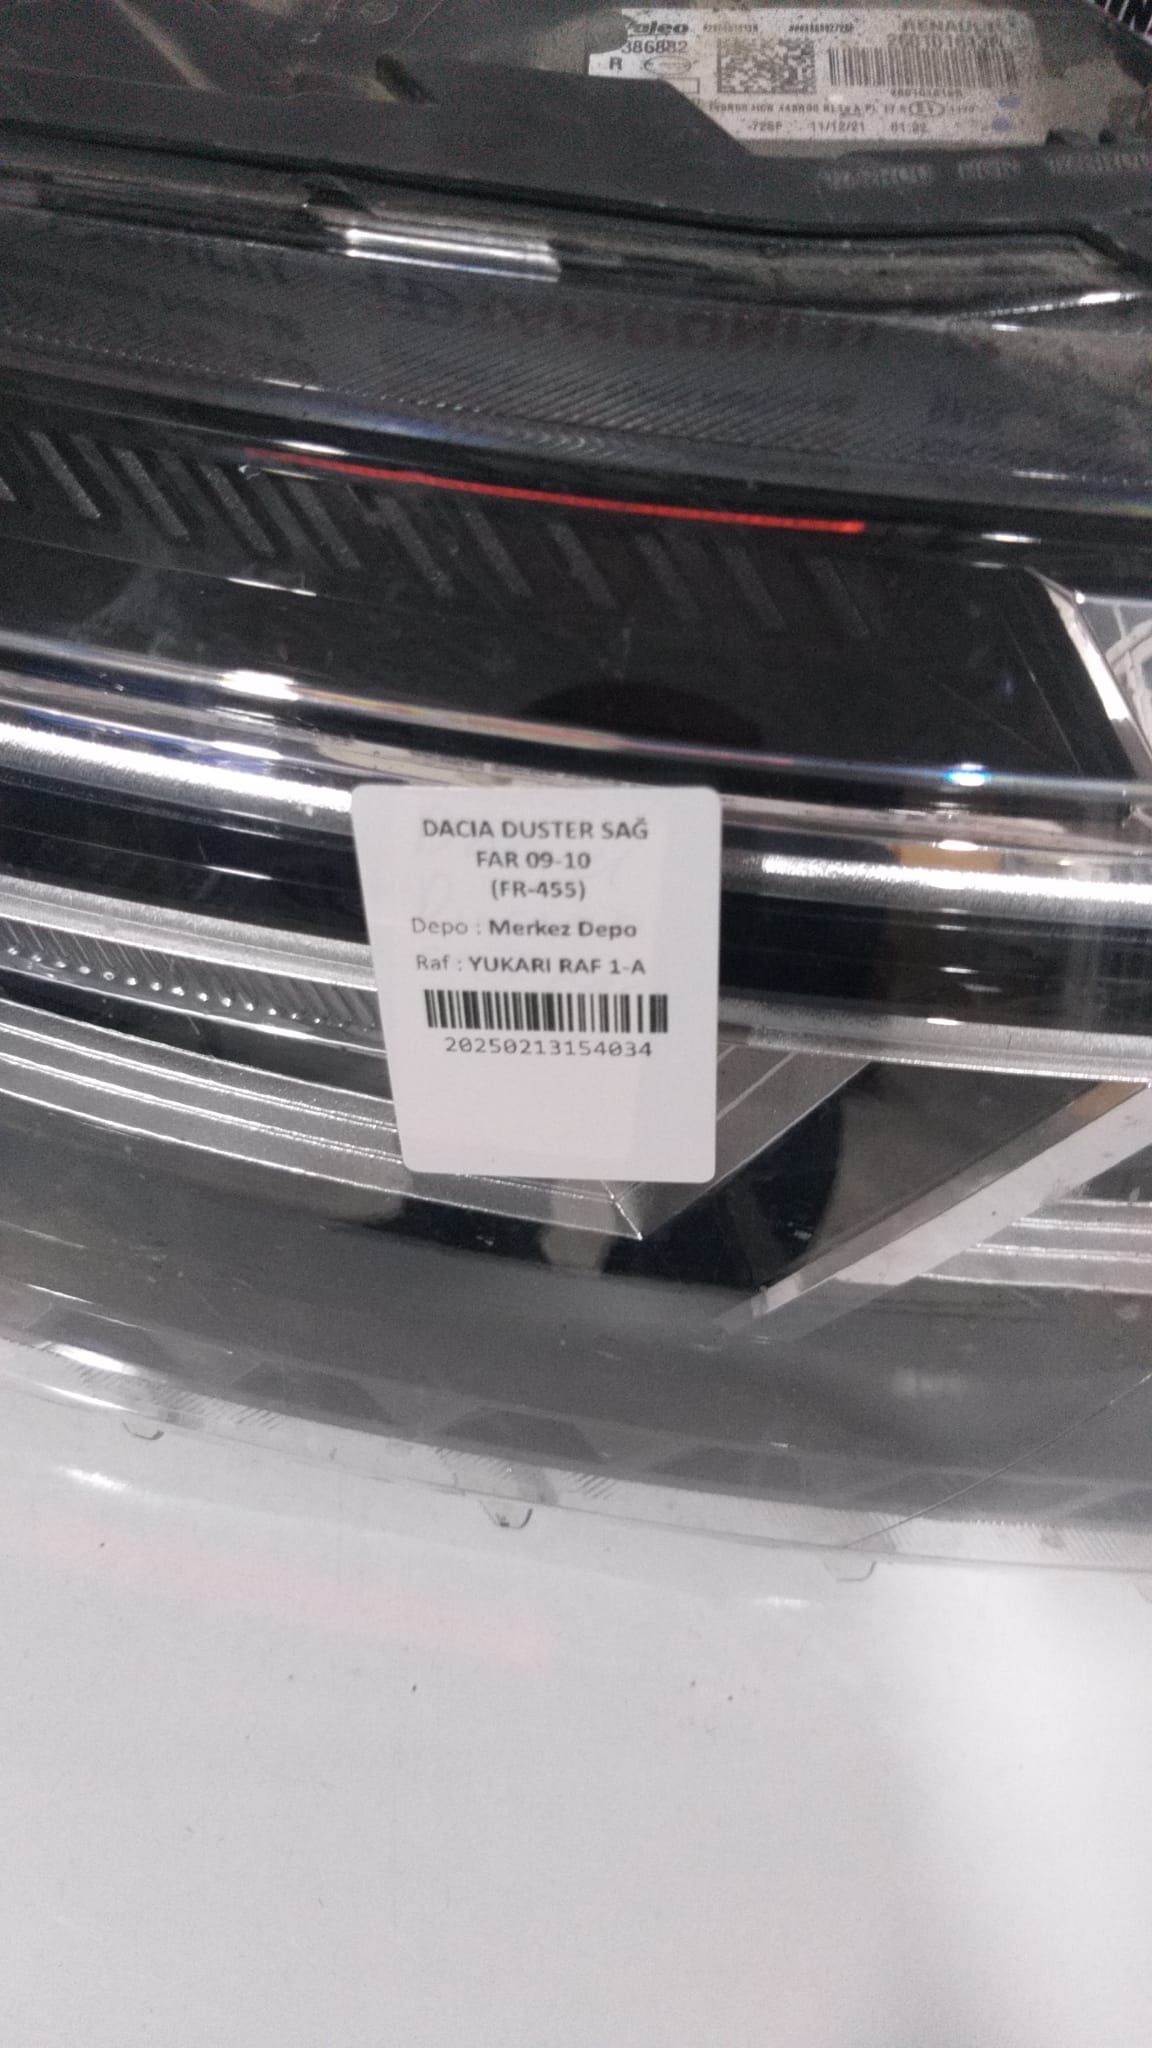 Valeo
386882
RENAULT
R
11/12/21
DACIA DUSTER SAĞ
FAR 09-10
(FR-455)
Depo : Merkez Depo
Raf : YUKARI RAF 1-A
20250213154034